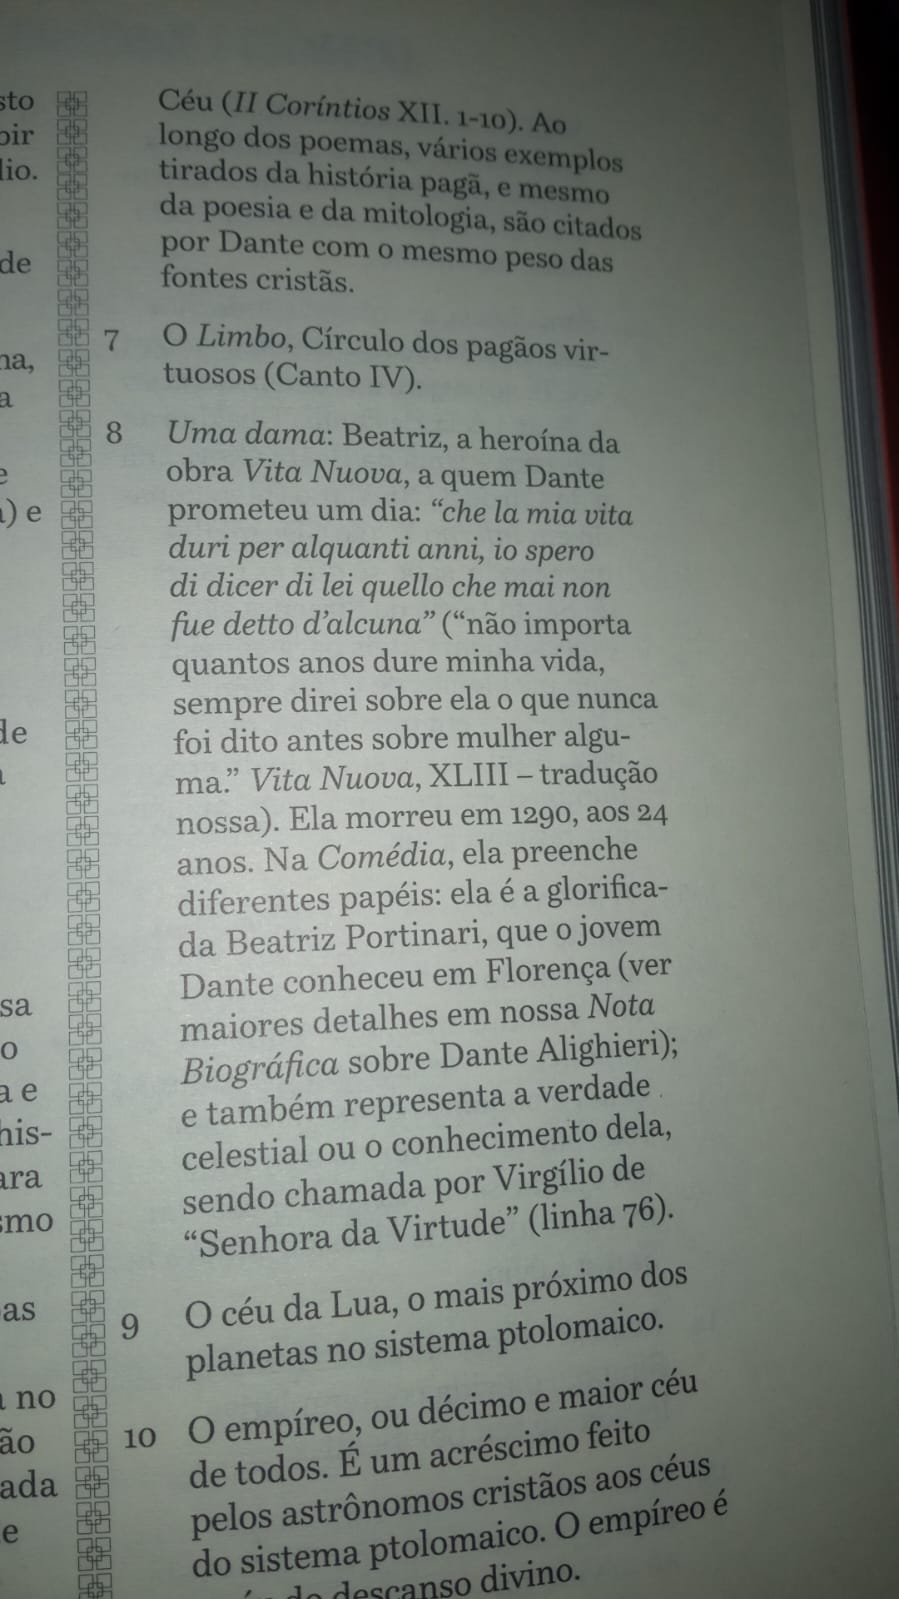 sto
oir
lio.
de
na,
a
e
a) e
de
a
sa
o
a e
his-
ara
smo
as
a no
ão
ada
e
Céu (II Coríntios XII. 1-10). Ao
longo dos poemas, vários exemplos
tirados da história pagã, e mesmo
da poesia e da mitologia, são citados
por Dante com o mesmo peso das
fontes cristãs.
7 O Limbo, Círculo dos pagãos vir-
tuosos (Canto IV).
8 Uma dama: Beatriz, a heroína da
obra Vita Nuova, a quem Dante
prometeu um dia: “che la mia vita
duri per alquanti anni, io spero
di dicer di lei quello che mai non
fue detto d’alcuna” (“não importa
quantos anos dure minha vida,
sempre direi sobre ela o que nunca
foi dito antes sobre mulher algu-
ma.” Vita Nuova, XLIII – tradução
nossa). Ela morreu em 1290, aos 24
anos. Na Comédia, ela preenche
diferentes papéis: ela é a glorifica-
da Beatriz Portinari, que o jovem
Dante conheceu em Florença (ver
maiores detalhes em nossa Nota
Biográfica sobre Dante Alighieri);
e também representa a verdade
celestial ou o conhecimento dela,
sendo chamada por Virgílio de
“Senhora da Virtude” (linha 76).
9 O céu da Lua, o mais próximo dos
planetas no sistema ptolomaico.
10 O empíreo, ou décimo e maior céu
de todos. É um acréscimo feito
pelos astrônomos cristãos aos céus
do sistema ptolomaico. O empíreo é
descanso divino.